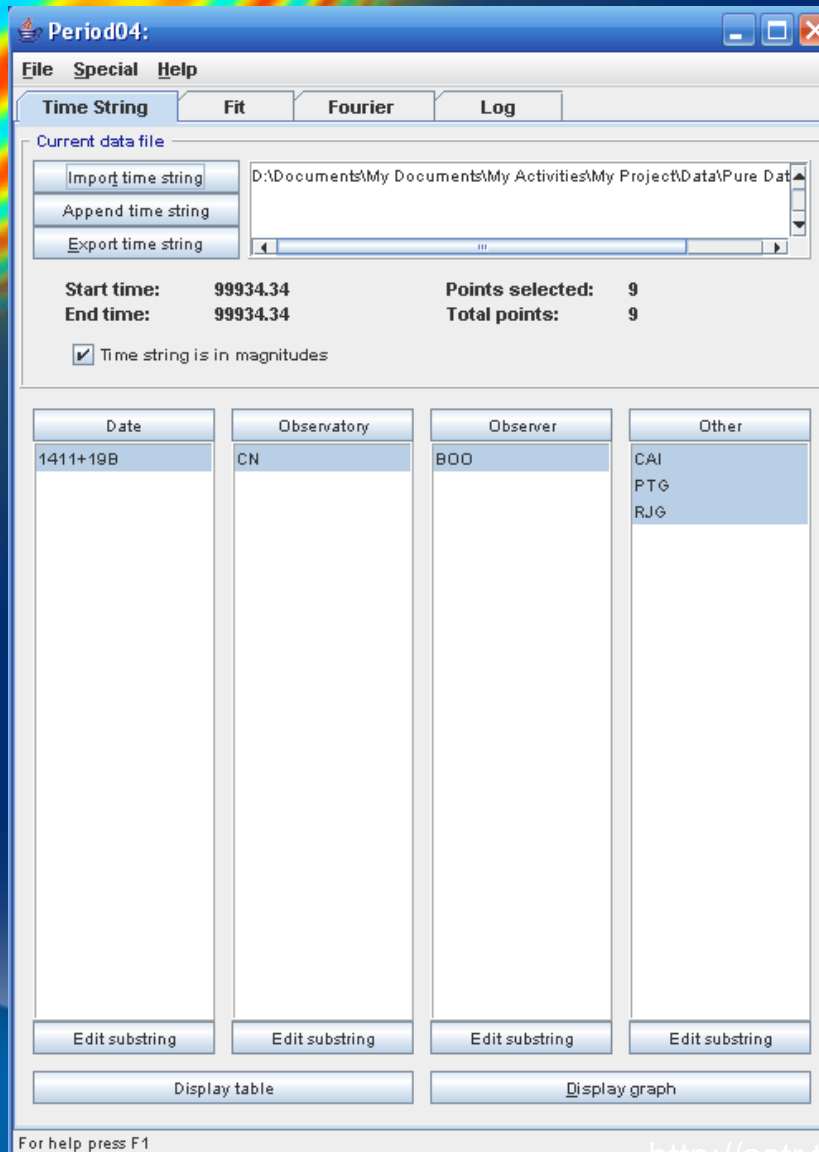 Period04:
File Special Help
Time String Fit Fourier Log
Current data file
Import time string
D:\Documents\My Documents\My Activities\My Project\Data\Pure Dat
Append time string
Export time string
Start time: 99934.34 Points selected: 9
End time: 99934.34 Total points: 9
Time string is in magnitudes
Date Observatory Observer Other
1411+19B CN BOO CAI
PTG
RJG
Edit substring Edit substring Edit substring Edit substring
Display table Display graph
For help press F1